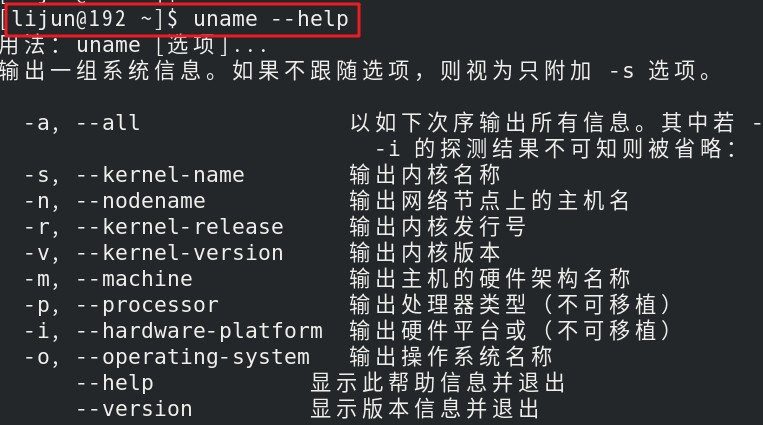 [lijun@192 ~]$ uname --help
用法：uname [选项]...
输出一组系统信息。如果不跟随选项，则视为只附加 -s 选项。
-a, --all 以如下次序输出所有信息。其中若 -
-i 的探测结果不可知则被省略：
-s, --kernel-name 输出内核名称
-n, --nodename 输出网络节点上的主机名
-r, --kernel-release 输出内核发行号
-v, --kernel-version 输出内核版本
-m, --machine 输出主机的硬件架构名称
-p, --processor 输出处理器类型（不可移植）
-i, --hardware-platform 输出硬件平台或（不可移植）
-o, --operating-system 输出操作系统名称
--help 显示此帮助信息并退出
--version 显示版本信息并退出